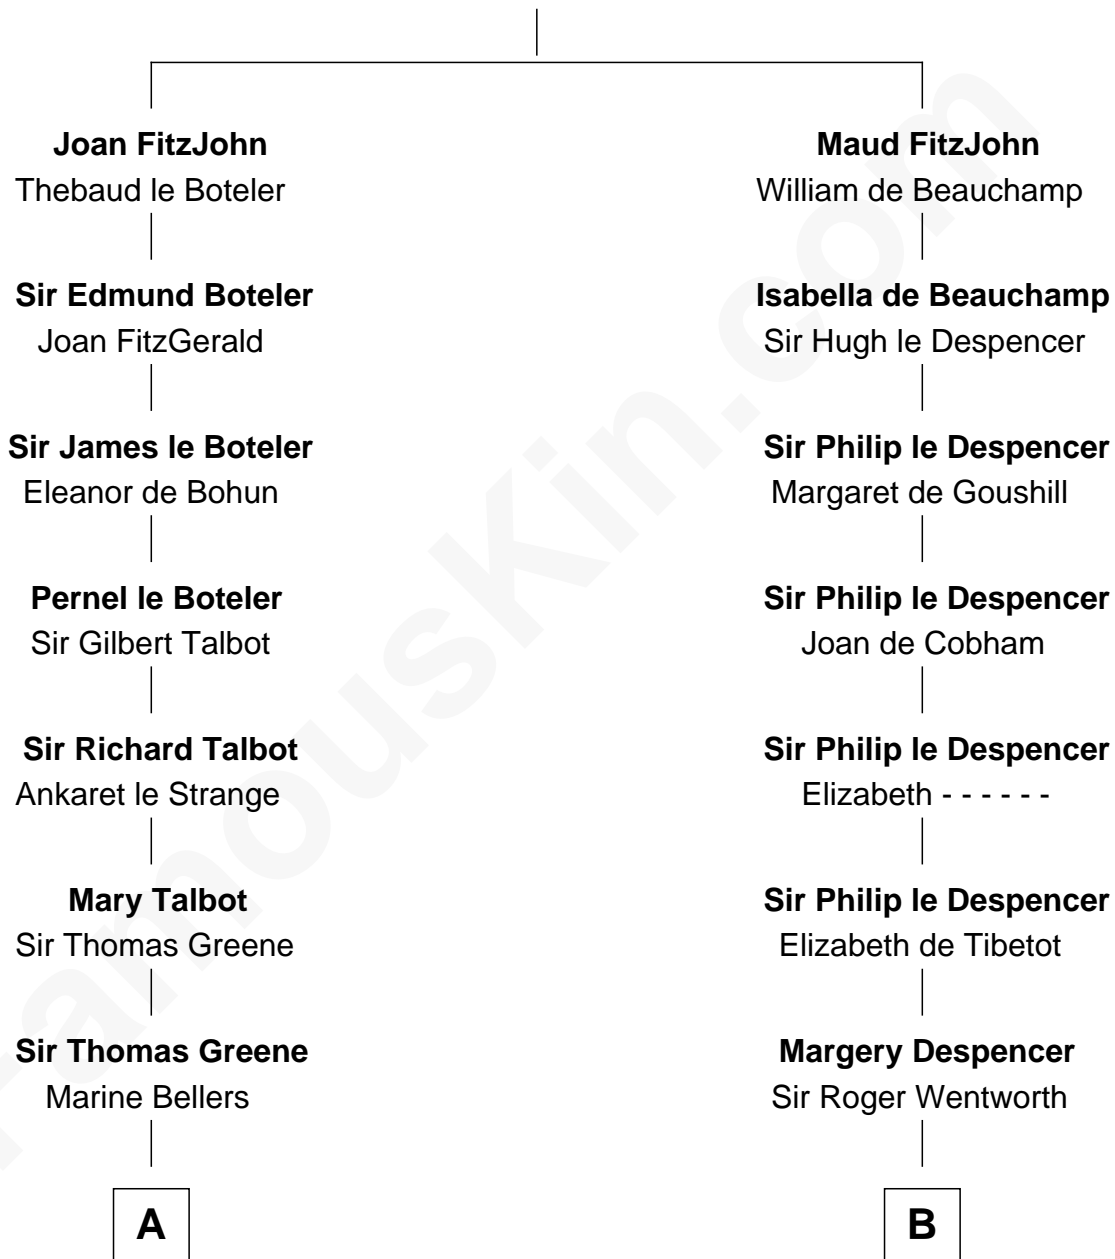 Joan FitzJohn
Thebaud le Boteler
Sir Edmund Boteler
Joan FitzGerald
Sir James le Boteler
Eleanor de Bohun
Pernel le Boteler
Sir Gilbert Talbot
Sir Richard Talbot
Ankaret le Strange
Mary Talbot
Sir Thomas Greene
Sir Thomas Greene
Marine Bellers
A
Maud FitzJohn
William de Beauchamp
Isabella de Beauchamp
Sir Hugh le Despencer
Sir Philip le Despencer
Margaret de Goushill
Sir Philip le Despencer
Joan de Cobham
Sir Philip le Despencer
Elizabeth - - - - - -
Sir Philip le Despencer
Elizabeth de Tibetot
Margery Despencer
Sir Roger Wentworth
B
FamousKin.com